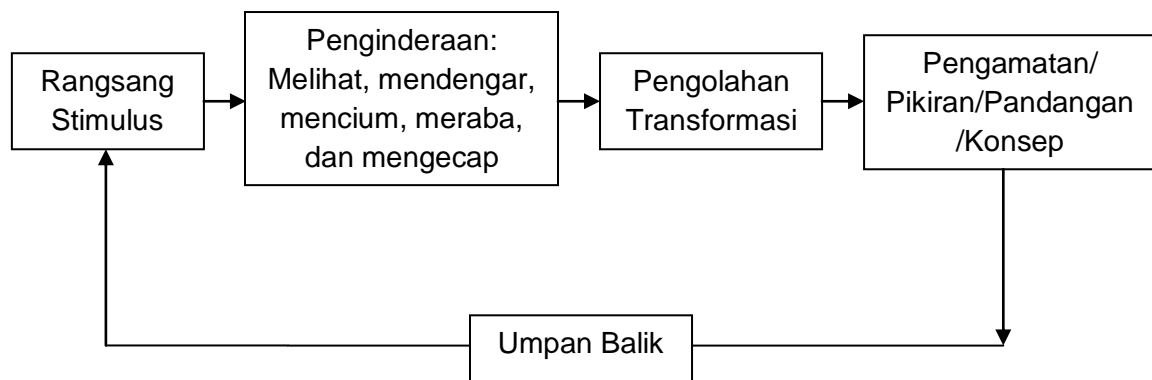 Rangsang
Stimulus
Penginderaan:
Melihat, mendengar,
mencium, meraba,
dan mengecap
Pengolahan
Transformasi
Pengamatan/
Pikiran/Pandangan
/Konsep
Umpan Balik